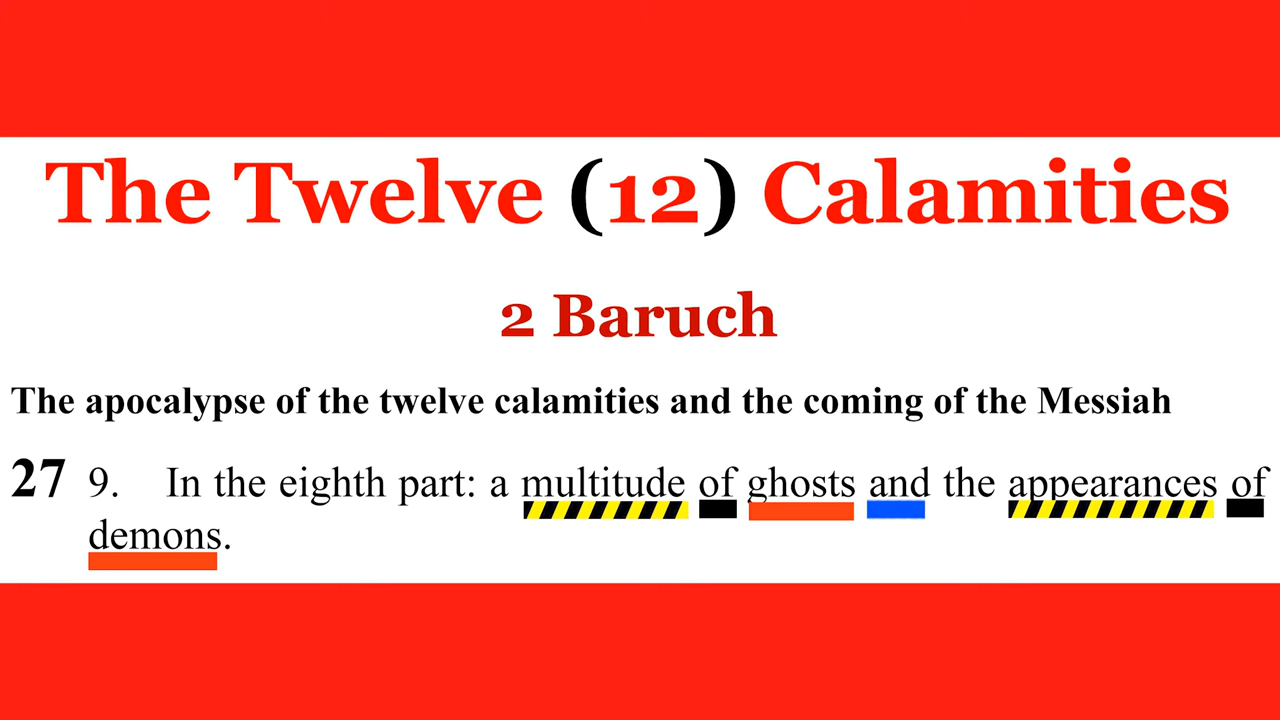 The Twelve (12) Calamities
2 Baruch
The apocalypse of the twelve calamities and the coming of the Messiah
27 9. In the eighth part: a multitude of ghosts and the appearances of
demons.